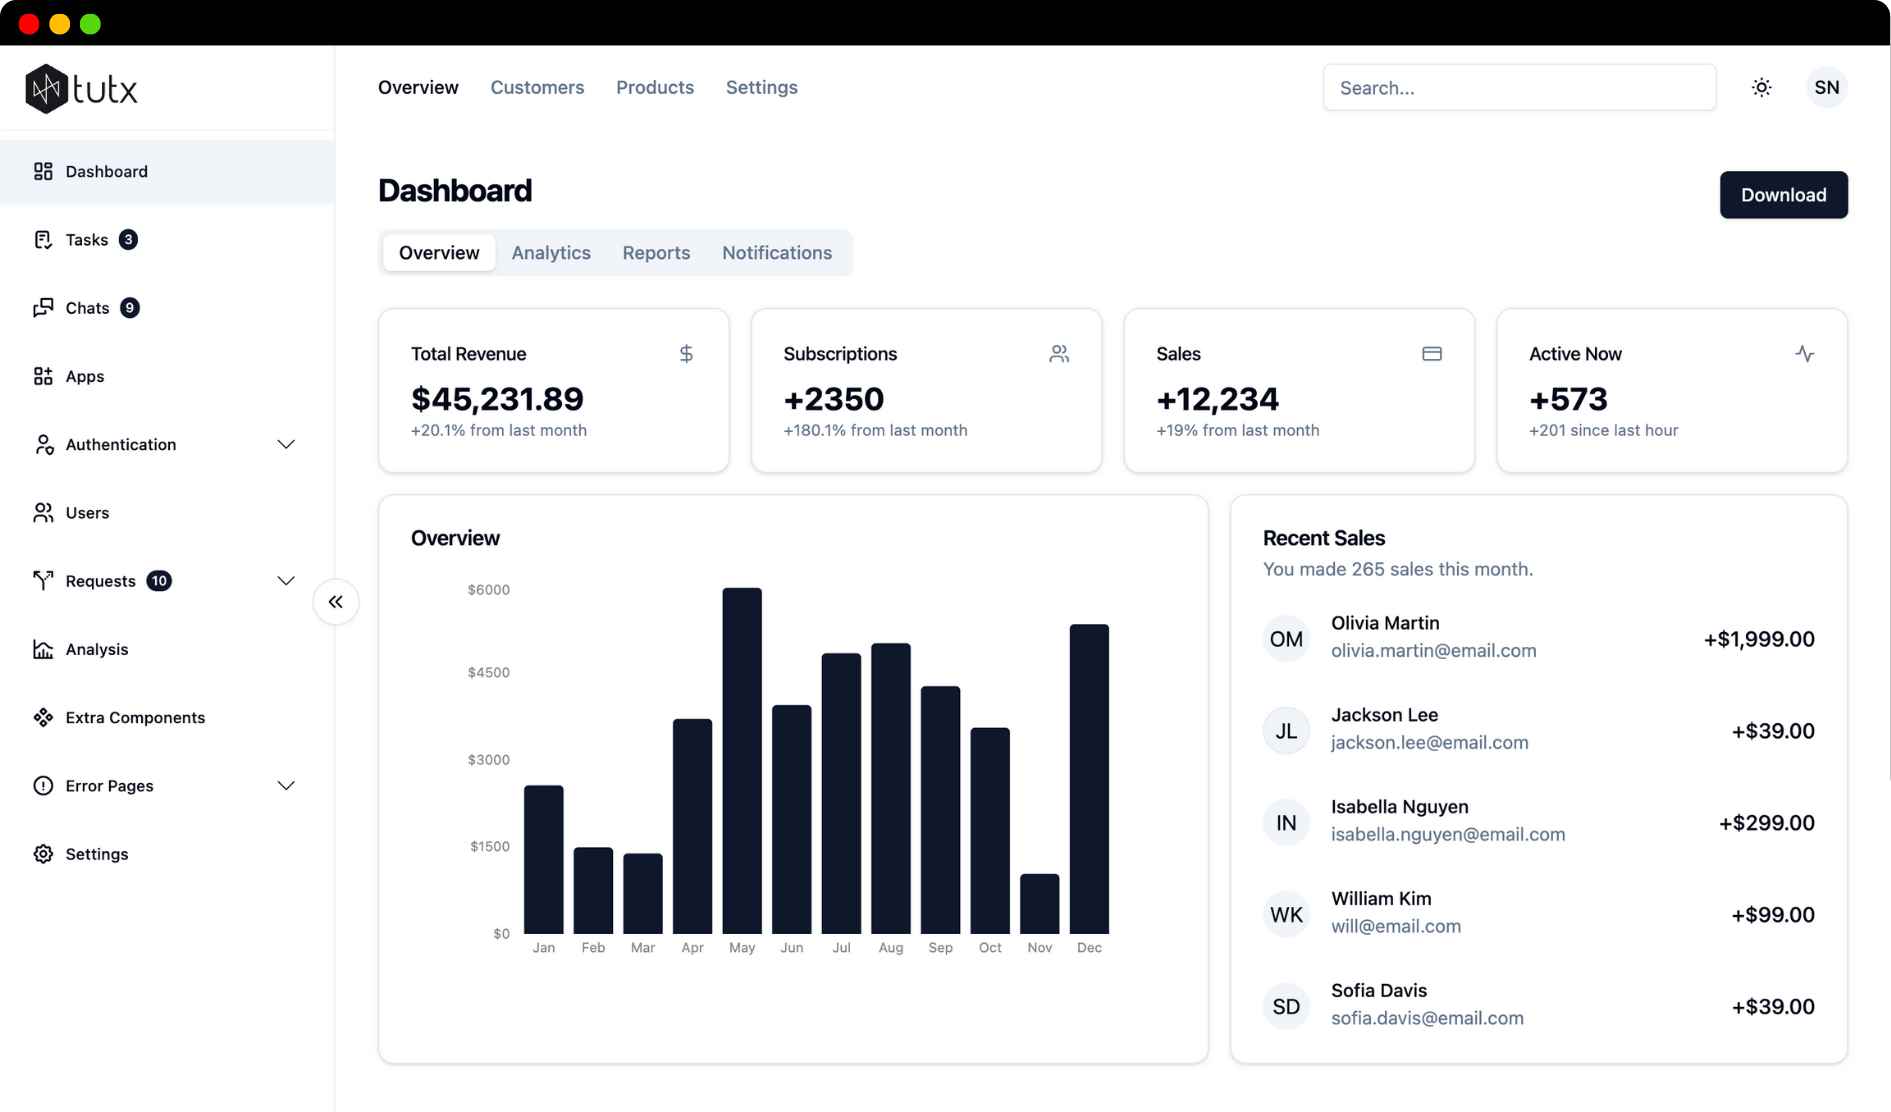 tutx
Overview
Customers
Products
Settings
Search...
SN
Dashboard
Tasks 3
Chats 9
Apps
Authentication
Users
Requests 10
Analysis
Extra Components
Error Pages
Settings
Dashboard
Download
Overview
Analytics
Reports
Notifications
Total Revenue
$
$45,231.89
+20.1% from last month
Subscriptions
+2350
+180.1% from last month
Sales
+12,234
+19% from last month
Active Now
+573
+201 since last hour
Overview
$6000
$4500
$3000
$1500
$0
Jan
Feb
Mar
Apr
May
Jun
Jul
Aug
Sep
Oct
Nov
Dec
Recent Sales
You made 265 sales this month.
OM
Olivia Martin
olivia.martin@email.com
+$1,999.00
JL
Jackson Lee
jackson.lee@email.com
+$39.00
IN
Isabella Nguyen
isabella.nguyen@email.com
+$299.00
WK
William Kim
will@email.com
+$99.00
SD
Sofia Davis
sofia.davis@email.com
+$39.00